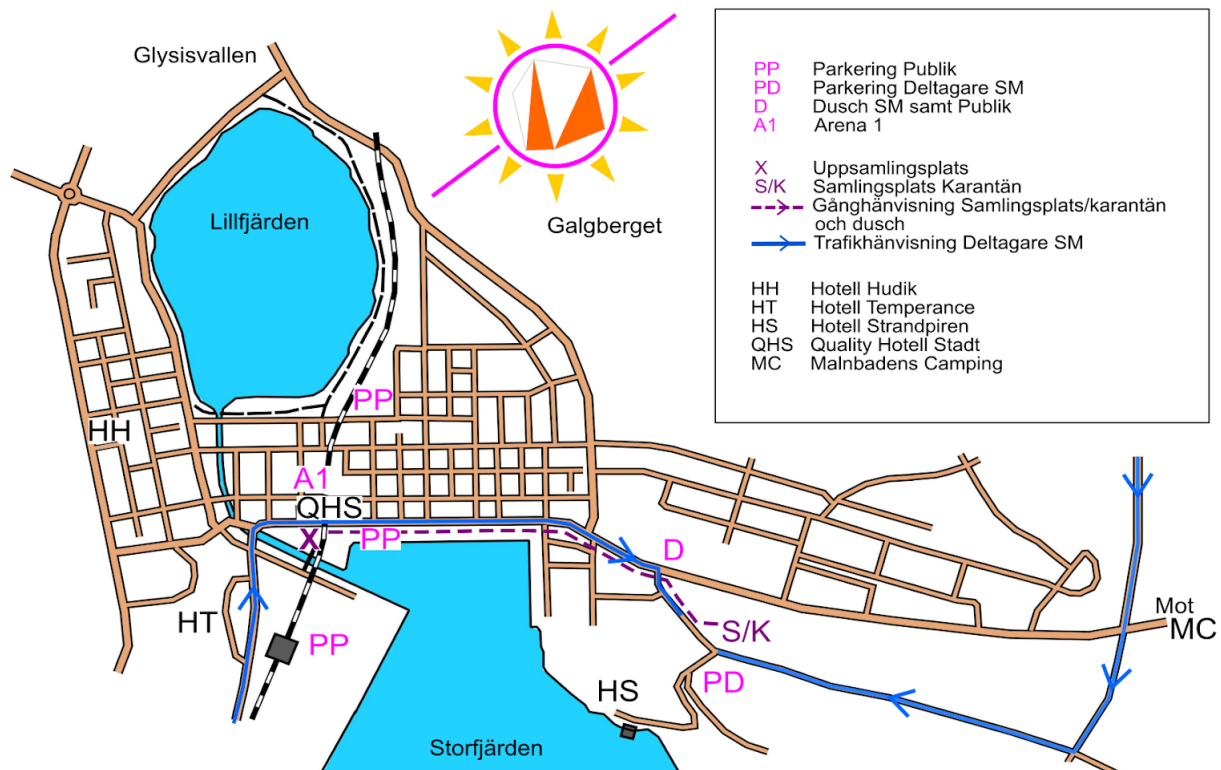 Glysisvallen
Lillfjärden
Galgberget
PP Parkering Publik
PD Parkering Deltagare SM
D Dusch SM samt Publik
A1 Arena 1
X Uppsamlingsplats
S/K Samlingsplats Karantän
Gånghänvisning Samlingsplats/karantän
och dusch
Trafikhänvisning Deltagare SM
HH Hotell Hudik
HT Hotell Temperance
HS Hotell Strandpiren
QHS Quality Hotell Stadt
MC Malnbadens Camping
PP
HH
A1
QHS
X
PP
D
HT
PP
S/K
Mot
MC
PD
HS
Storfjärden